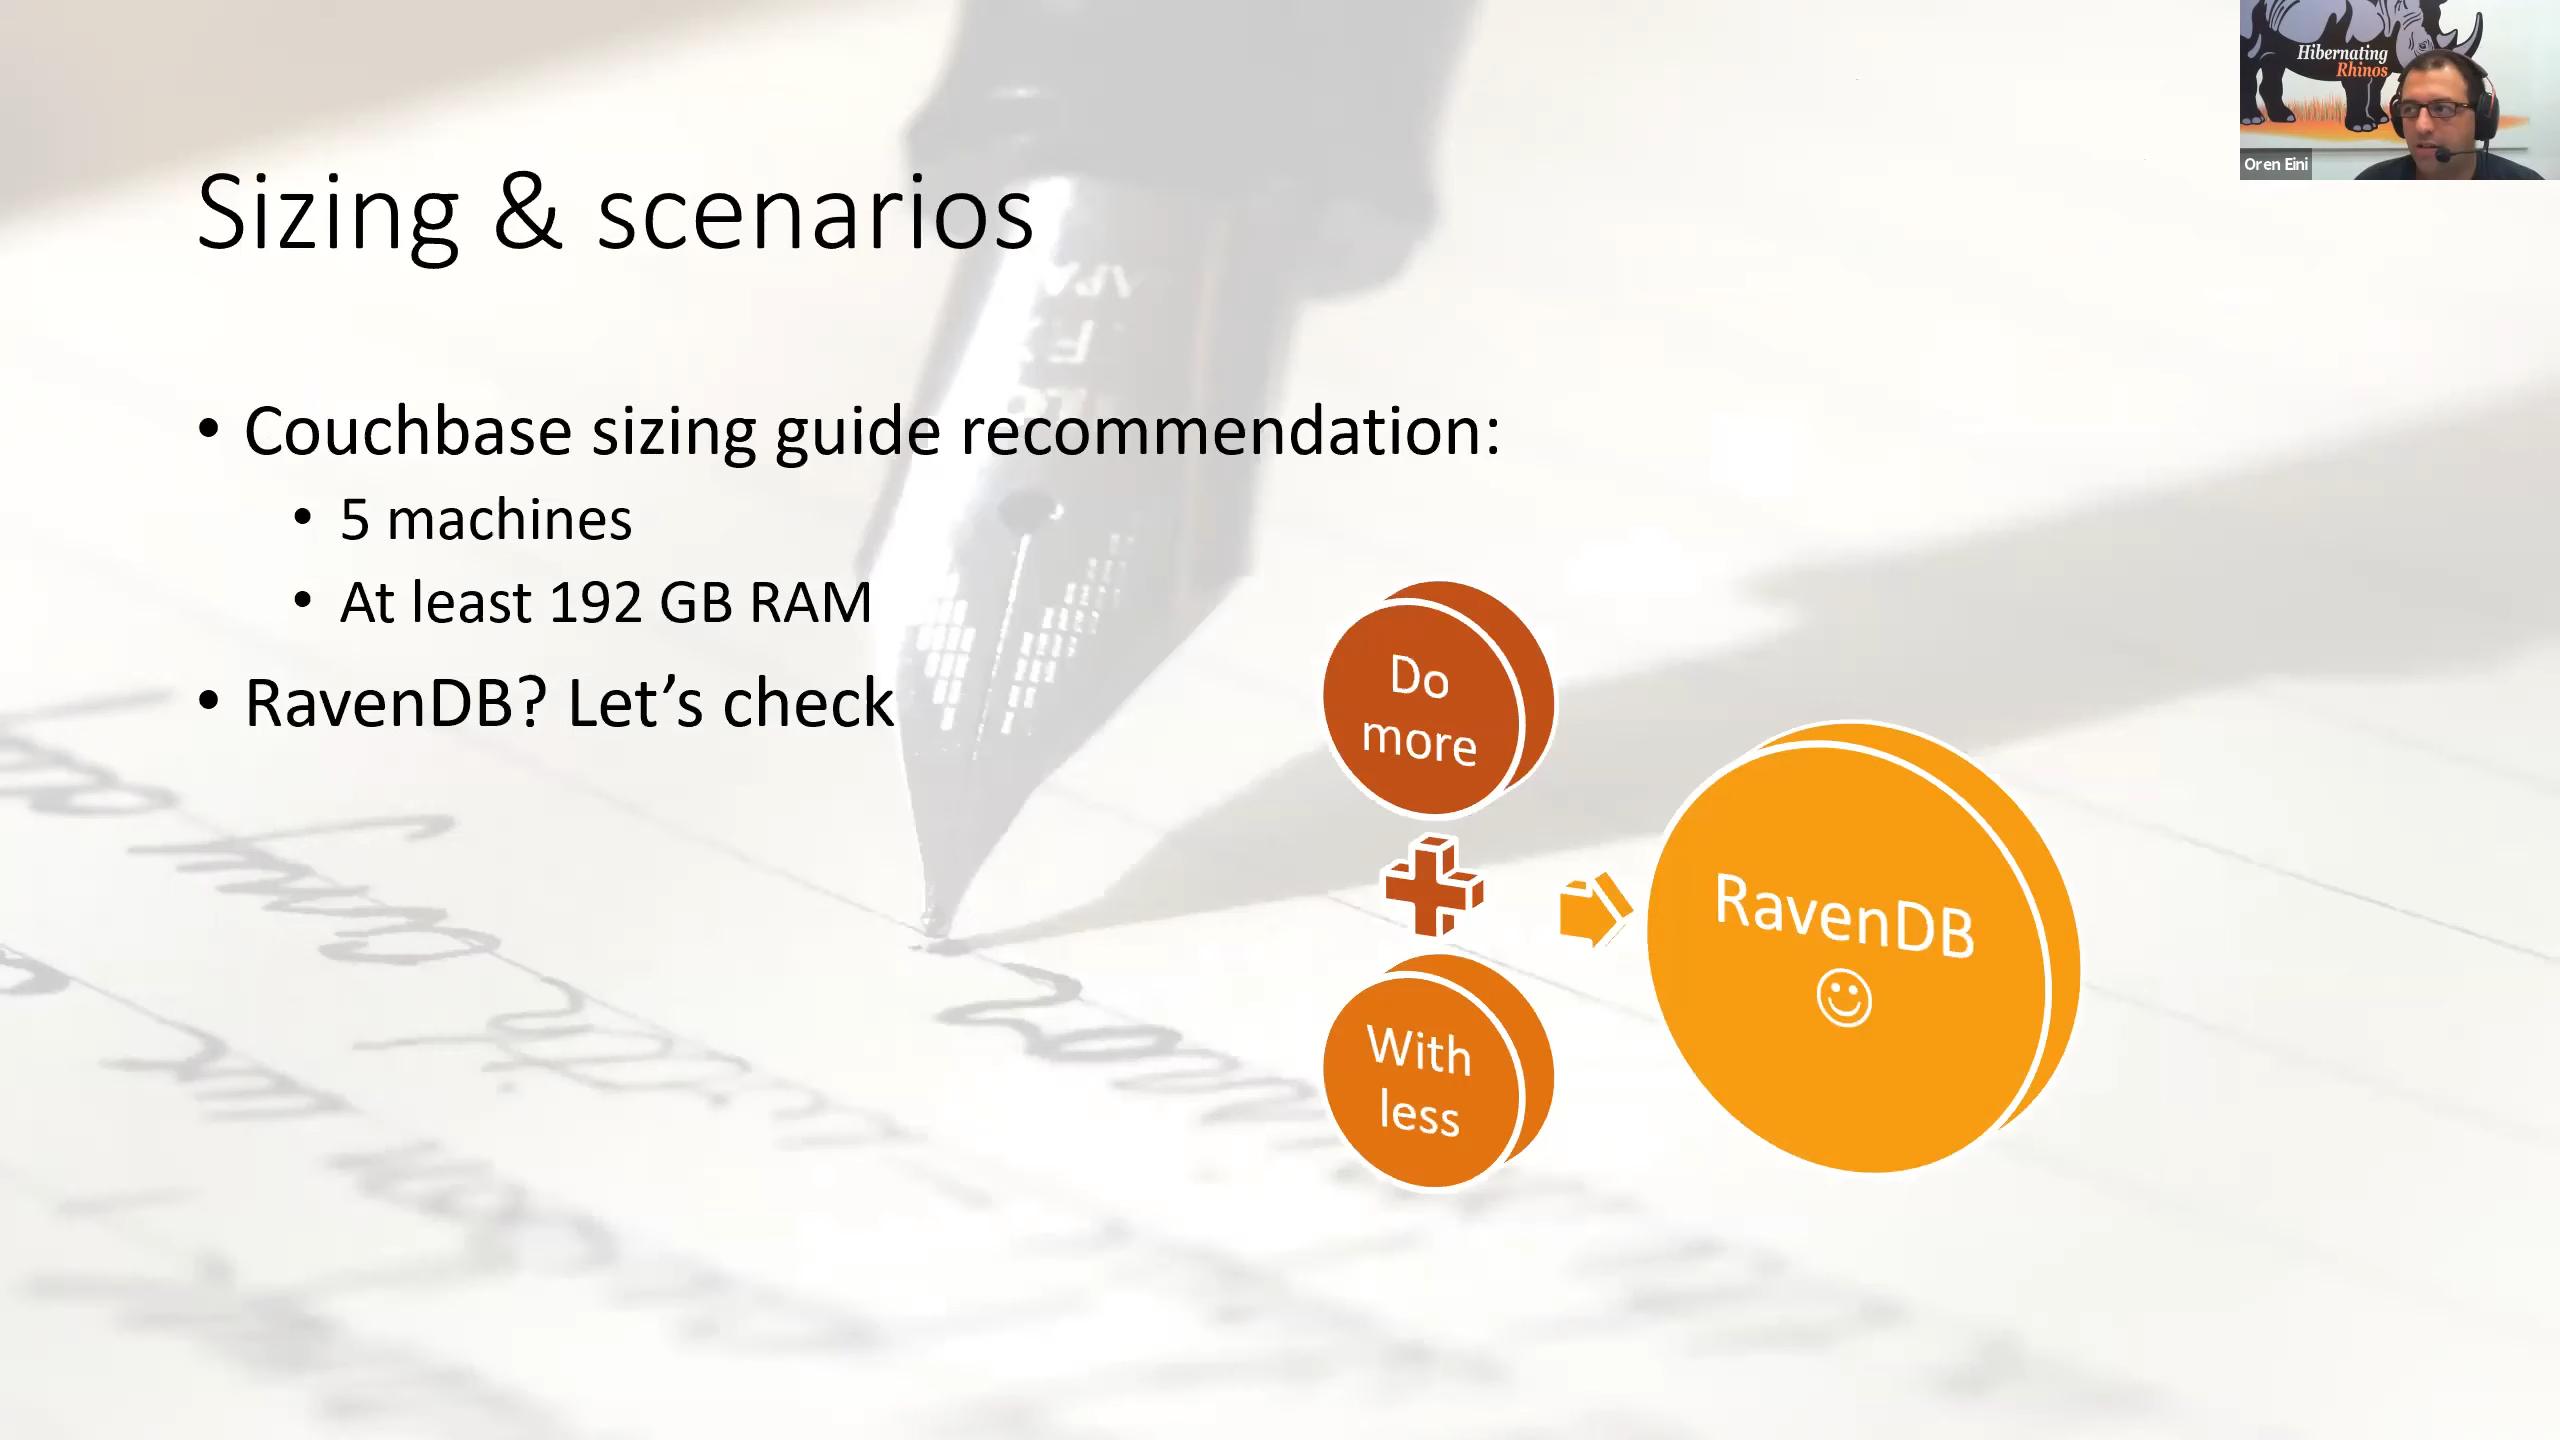 Hibernating
Rhinos
Oren Eini
Sizing & scenarios
• Couchbase sizing guide recommendation:
• 5 machines
• At least 192 GB RAM
• RavenDB? Let’s check
Do
more
With
less
RavenDB
☺